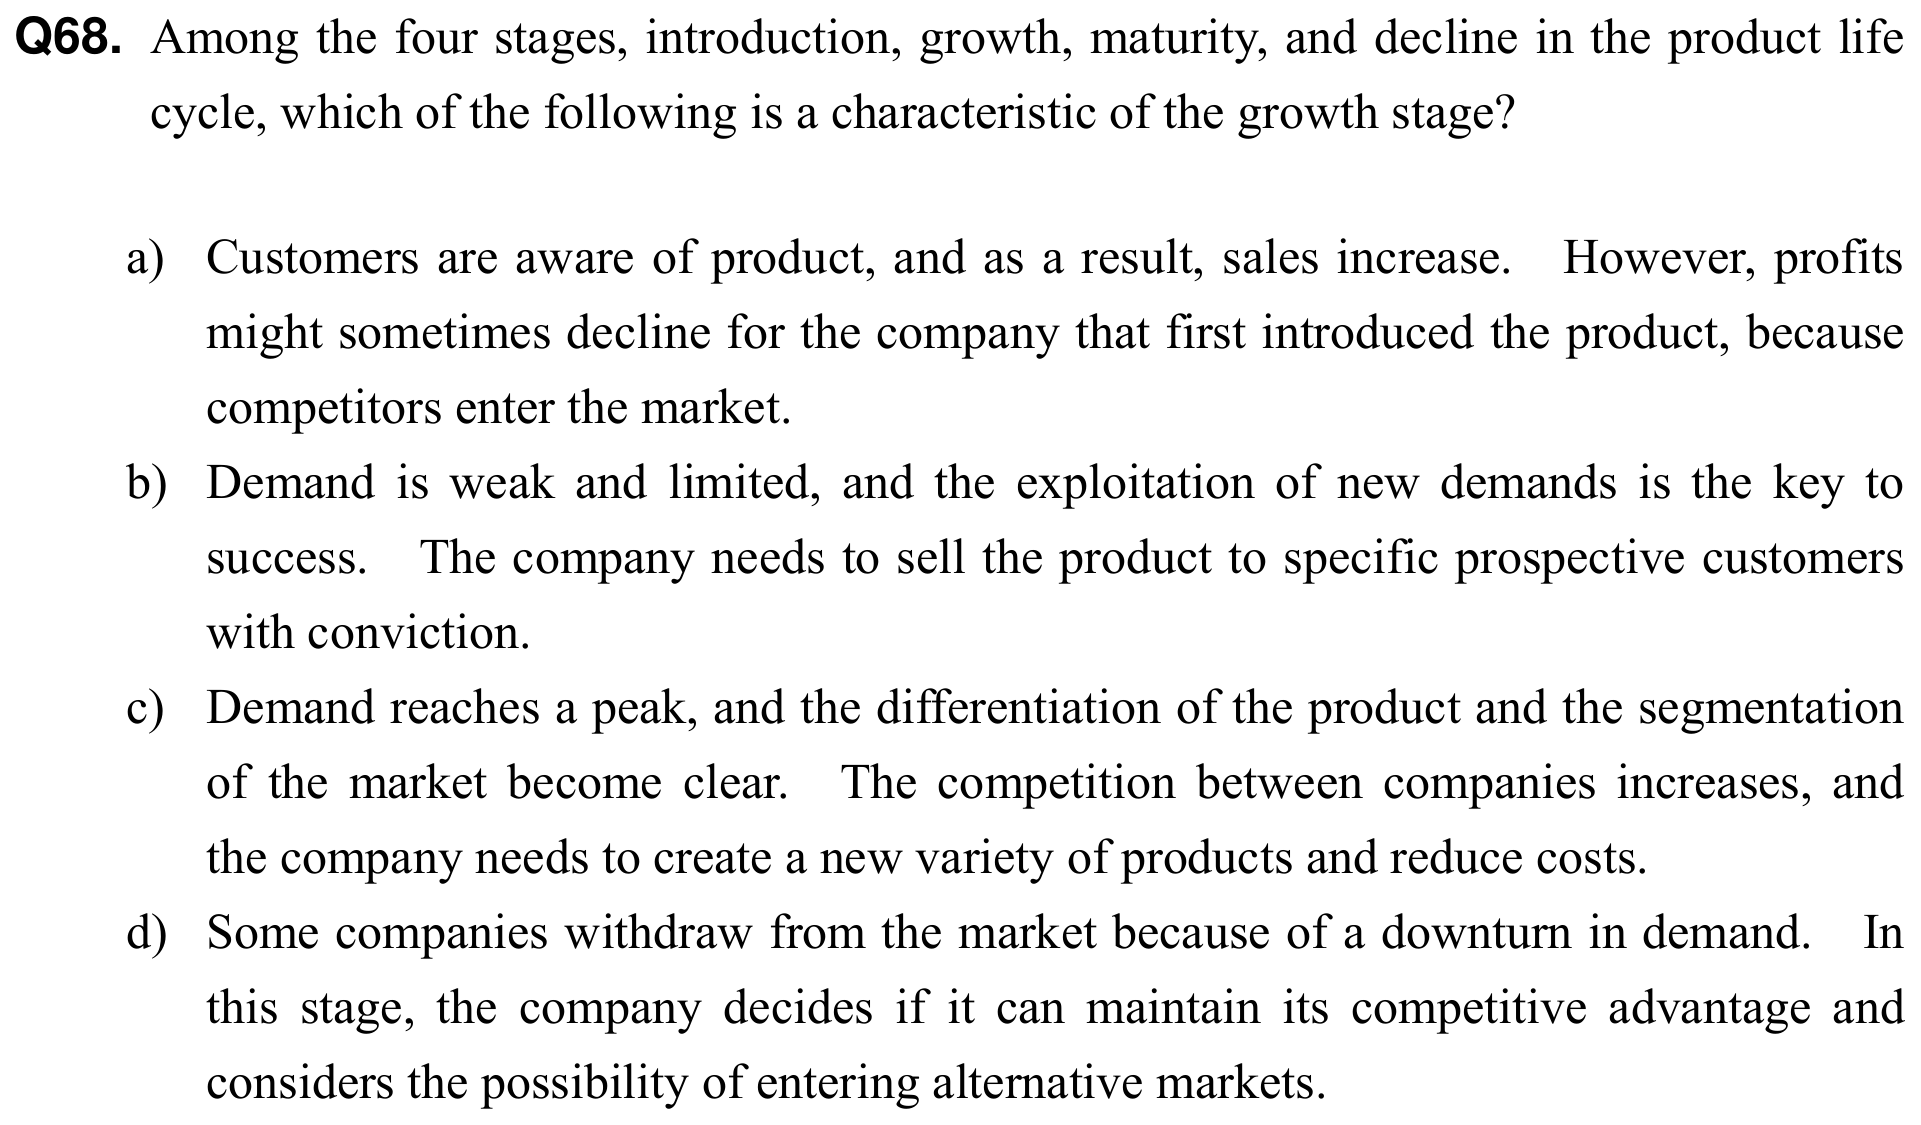 Q68. Among the four stages, introduction, growth, maturity, and decline in the product life
cycle, which of the following is a characteristic of the growth stage?
a) Customers are aware of product, and as a result, sales increase. However, profits
might sometimes decline for the company that first introduced the product, because
competitors enter the market.
b) Demand is weak and limited, and the exploitation of new demands is the key to
success. The company needs to sell the product to specific prospective customers
with conviction.
c) Demand reaches a peak, and the differentiation of the product and the segmentation
of the market become clear. The competition between companies increases, and
the company needs to create a new variety of products and reduce costs.
d) Some companies withdraw from the market because of a downturn in demand. In
this stage, the company decides if it can maintain its competitive advantage and
considers the possibility of entering alternative markets.